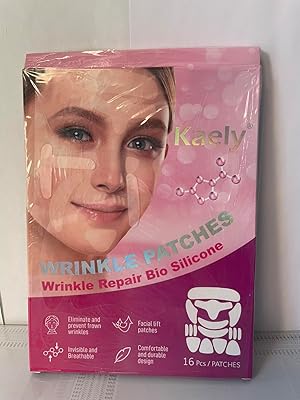 Kaely®
WRINKLE PATCHES
Wrinkle Repair Bio Silicone
Eliminate and
prevent frown
wrinkles
Facial lift
patches
Invisible and
Breathable
Comfortable
and durable
design
16 Pcs / PATCHES